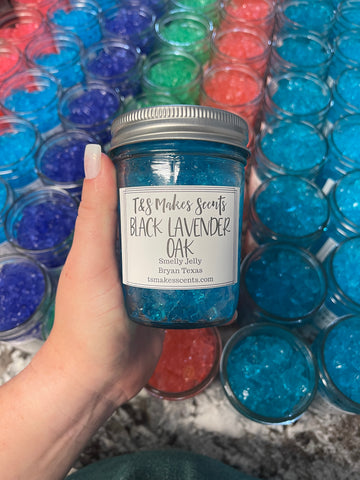 T&S Makes Scents
BLACK LAVENDER
OAK
Smelly Jelly
Bryan Texas
tsmakesscents.com